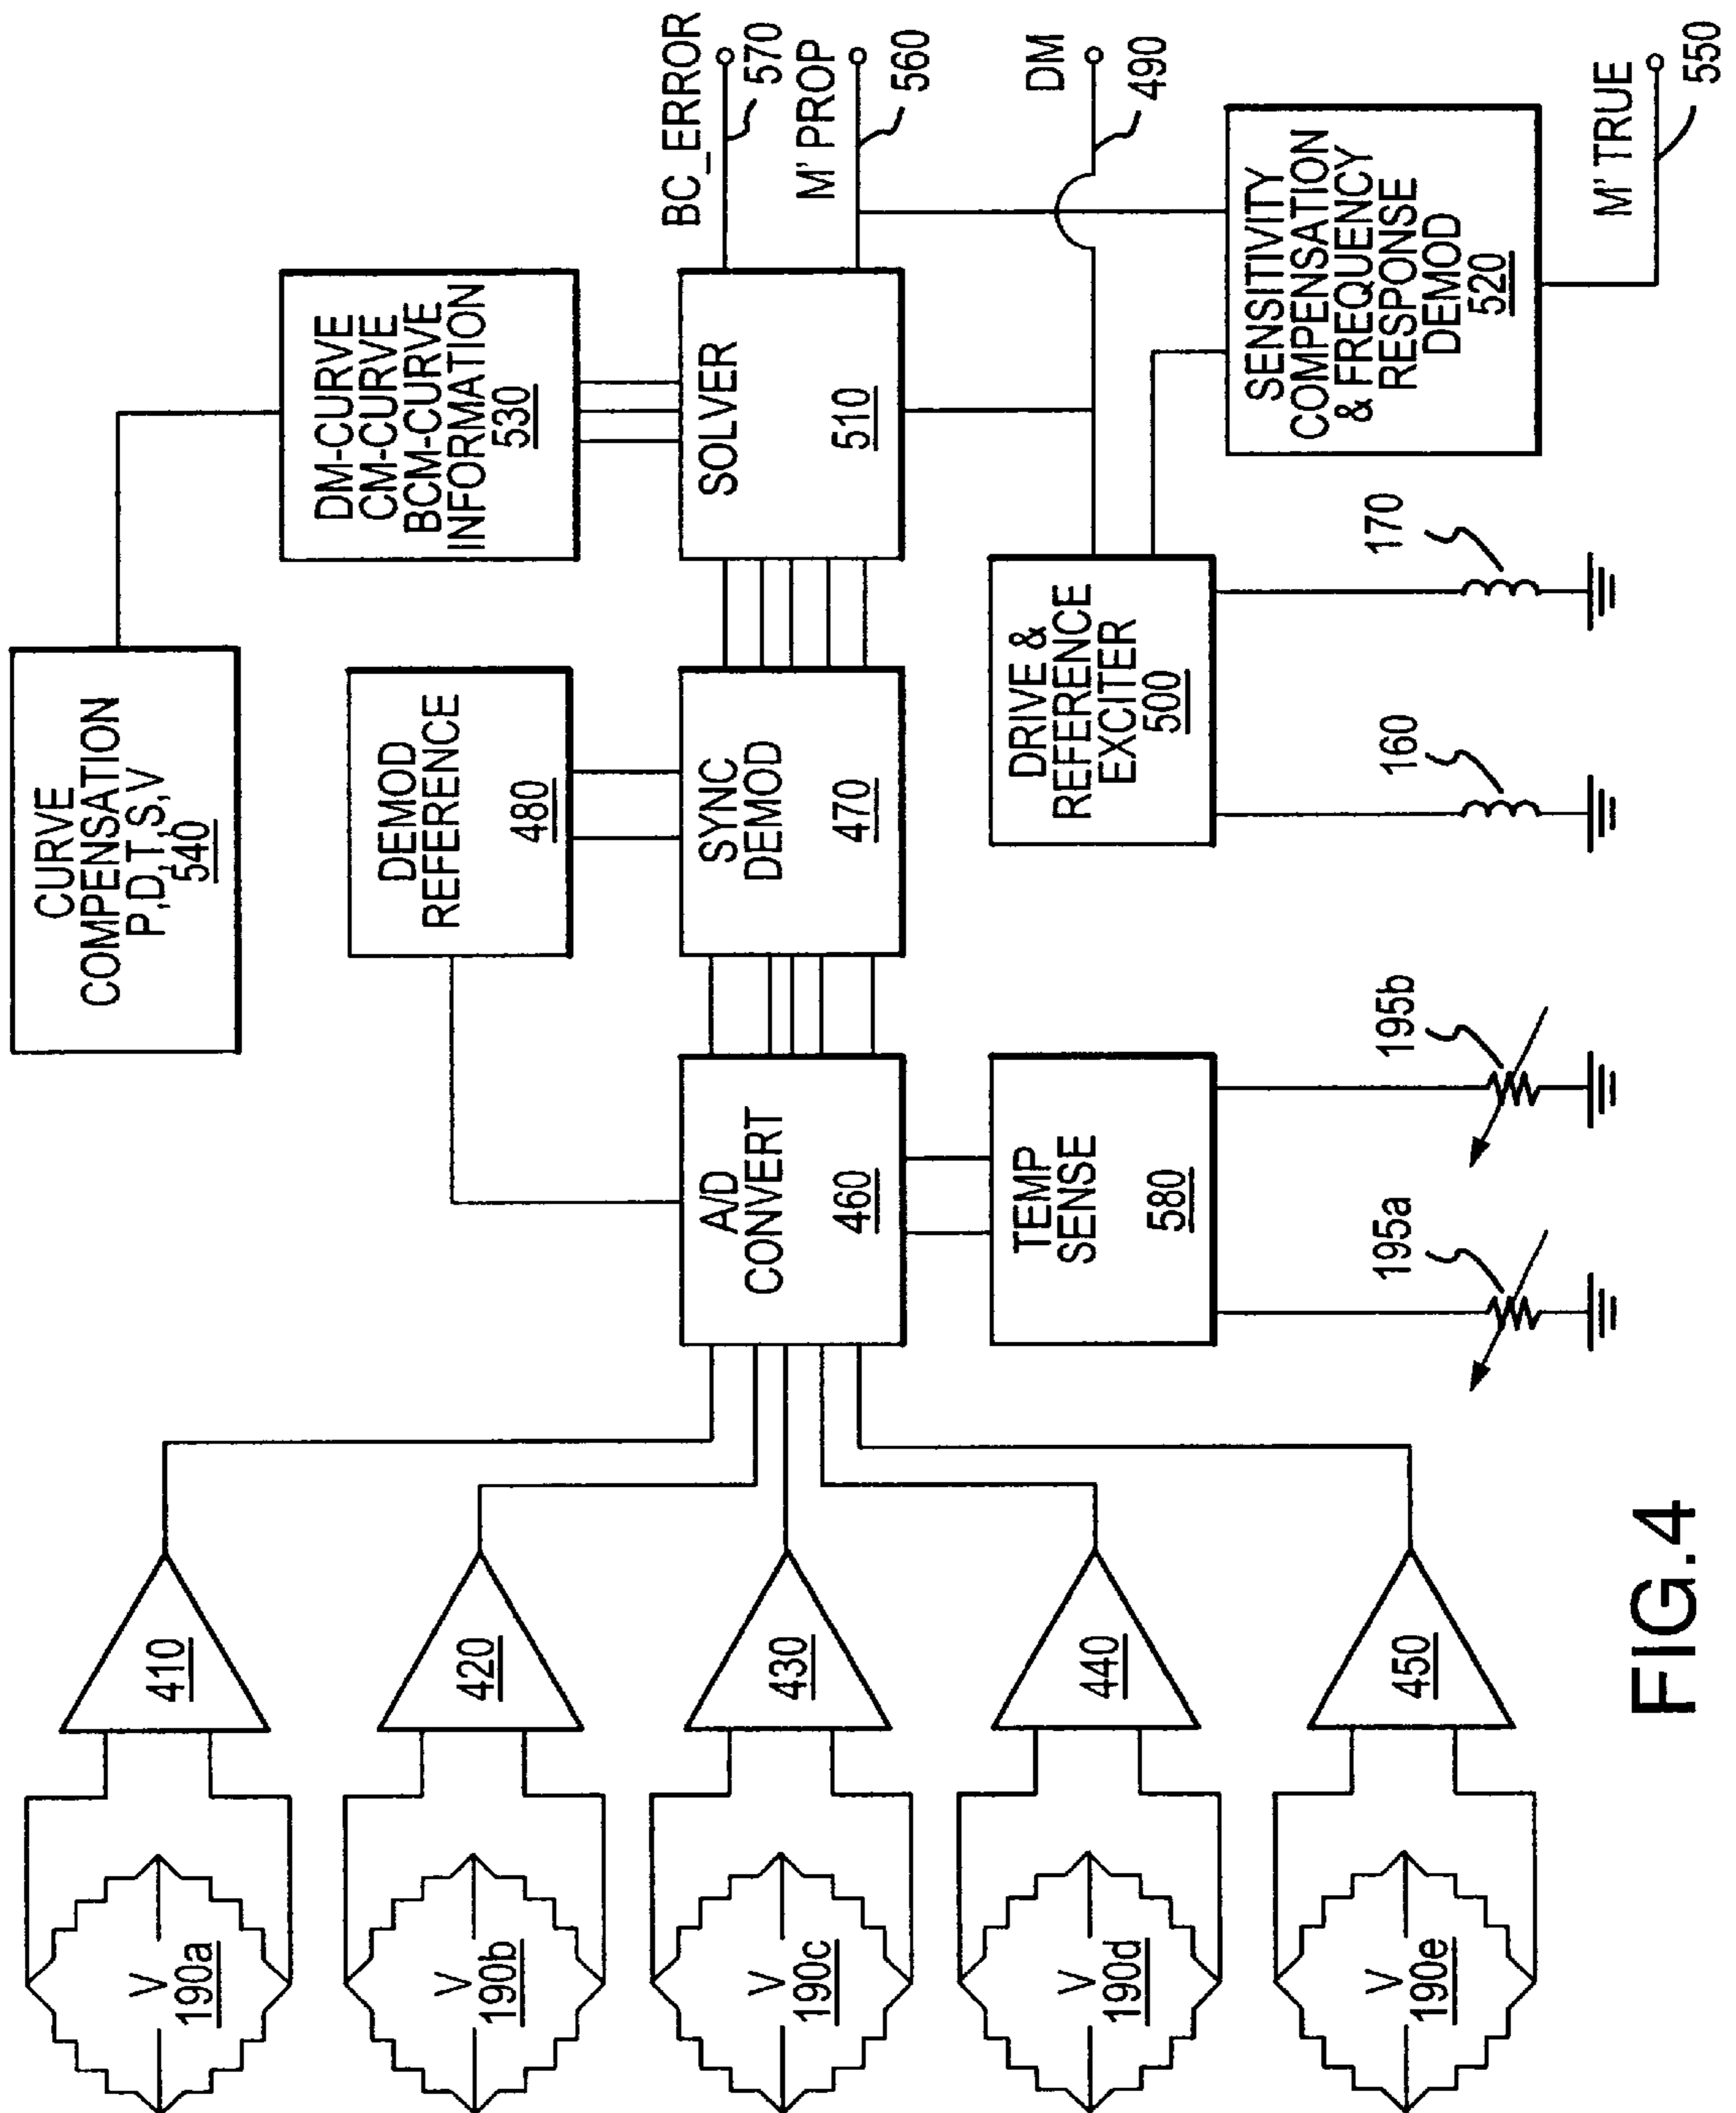 CURVE
COMPENSATION
P,D,T,S,V
540
DM-CURVE
CM-CURVE
BCM-CURVE
INFORMATION
530
DEMOD
REFERENCE
480
BC_ERROR
570
M' PROP
560
DM
490
A/D
CONVERT
460
SYNC
DEMOD
470
SOLVER
510
TEMP
SENSE
580
DRIVE &
REFERENCE
EXCITER
500
SENSITIVITY
COMPENSATION
& FREQUENCY
RESPONSE
DEMOD
520
M' TRUE
550
195a
195b
160
170
V
190a
410
V
190b
420
V
190c
430
V
190d
440
V
190e
450
FIG.4